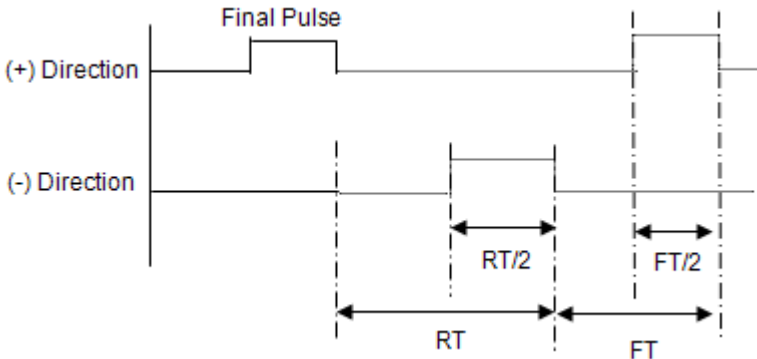 Final Pulse
(+) Direction
(-) Direction
RT/2
FT/2
RT
FT